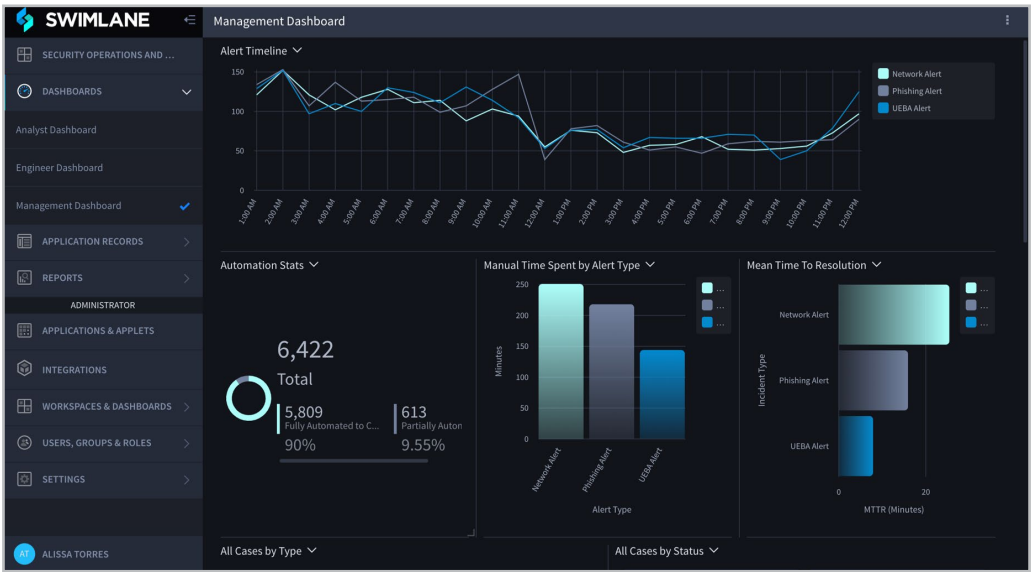 SWIMLANE
SECURITY OPERATIONS AND ...
DASHBOARDS
Analyst Dashboard
Engineer Dashboard
Management Dashboard
APPLICATION RECORDS
REPORTS
ADMINISTRATOR
APPLICATIONS & APPLETS
INTEGRATIONS
WORKSPACES & DASHBOARDS
USERS, GROUPS & ROLES
SETTINGS
AT ALISSA TORRES
Management Dashboard
Alert Timeline
150
100
50
0
1:00 AM
2:00 AM
3:00 AM
4:00 AM
5:00 AM
6:00 AM
7:00 AM
8:00 AM
9:00 AM
10:00 AM
11:00 AM
12:00 AM
1:00 PM
2:00 PM
3:00 PM
4:00 PM
5:00 PM
6:00 PM
7:00 PM
8:00 PM
9:00 PM
10:00 PM
11:00 PM
12:00 PM
Network Alert
Phishing Alert
UEBA Alert
Automation Stats
6,422
Total
5,809
Fully Automated to C...
90%
613
Partially Auton
9.55%
Manual Time Spent by Alert Type
250
200
150
100
50
0
Minutes
Network Alert
Phishing Alert
UEBA Alert
Alert Type
...
...
...
Mean Time To Resolution
Incident Type
Network Alert
Phishing Alert
UEBA Alert
0
20
MTTR (Minutes)
...
...
...
All Cases by Type
All Cases by Status